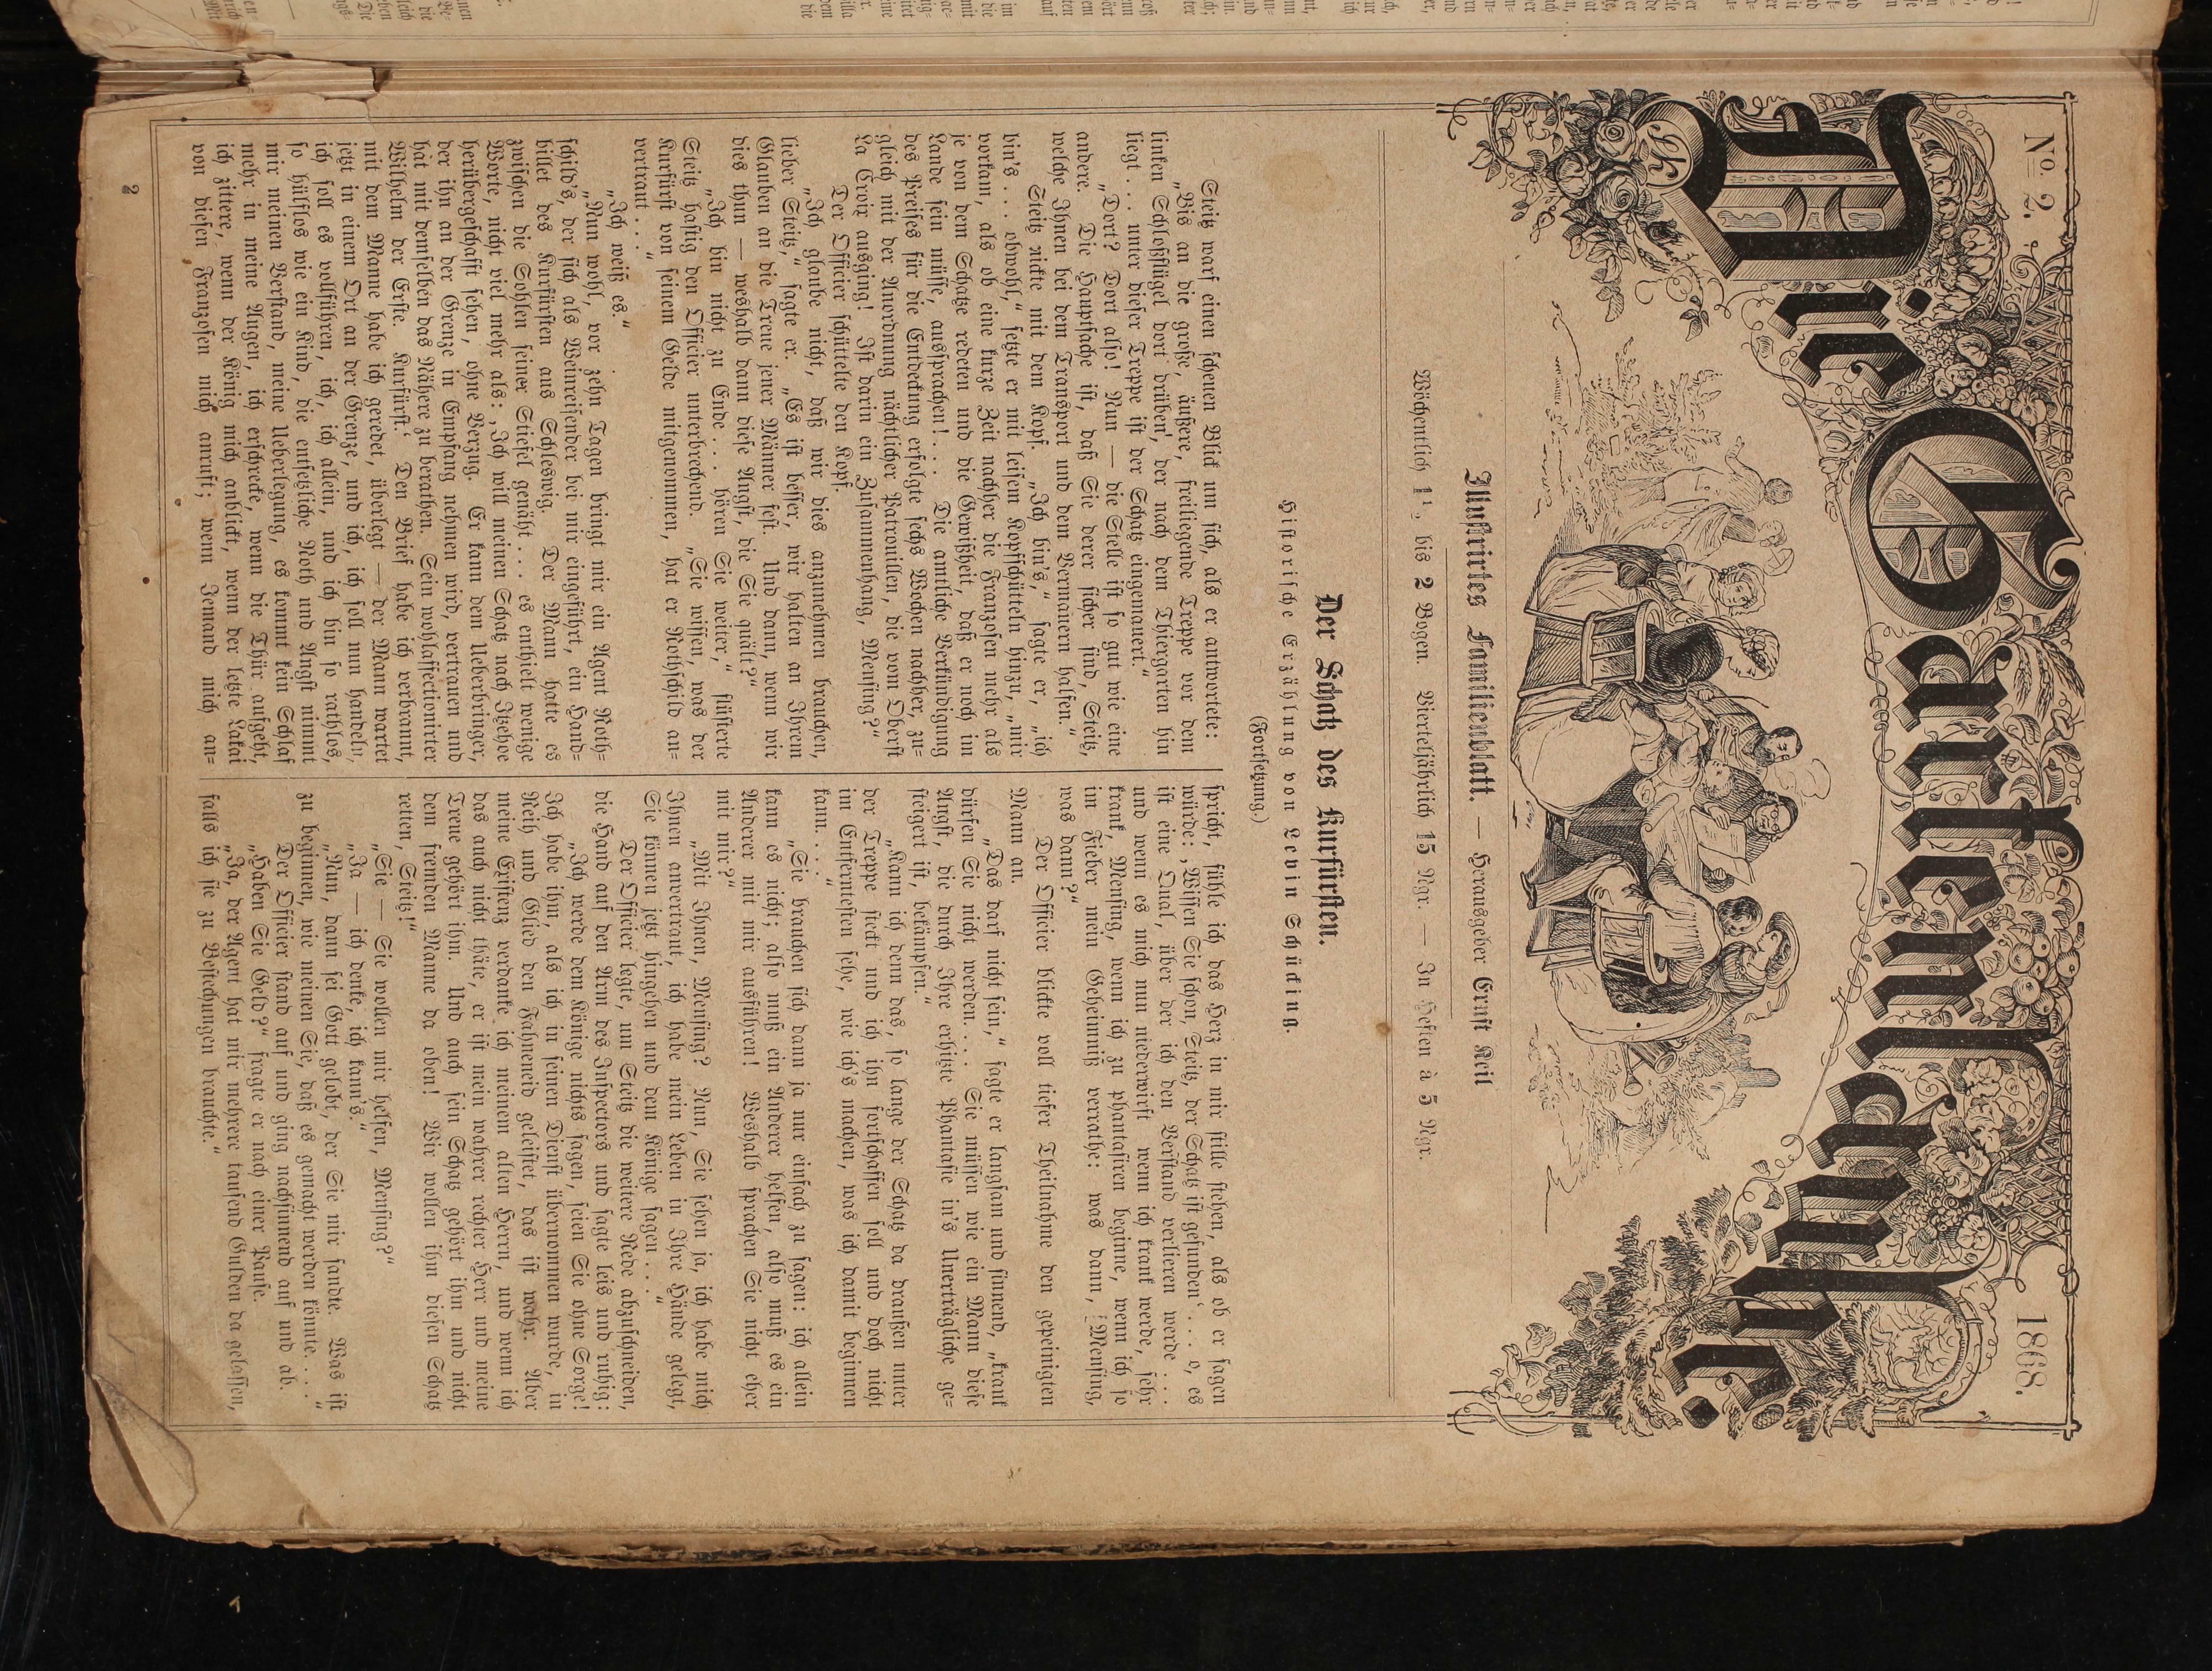 No. 2.
1868.
Die Gartenlaube.
Illustrirtes Familienblatt. — Herausgeber Ernst Keil
Wöchentlich 1½ bis 2 Bogen. Vierteljährlich 15 Ngr. — In Heften à 5 Ngr.
Der Schatz des Kurfürsten.
Historische Erzählung von Levin Schücking.
(Fortsetzung.)
Steitz warf einen scheuen Blick um sich, als er antwortete:
„Bis an die große, äußere, freiliegende Treppe vor dem
linken Schloßflügel dort drüben, der nach dem Thiergarten hin
liegt ... unter dieser Treppe ist der Schatz eingemauert.“
„Dort? Dort also! Nun — die Stelle ist so gut wie eine
andere. Die Hauptsache ist, daß Sie derer sicher sind, Steitz,
welche Ihnen bei dem Transport und dem Vermauern halfen.“
Steitz nickte mit dem Kopf. „Ich bin's,“ sagte er, „ich
bin's ... obwohl,“ setzte er mit leisem Kopfschütteln hinzu, „mir
vorkam, als ob eine kurze Zeit nachher die Franzosen mehr als
je von dem Schatze redeten und die Gewißheit, daß er noch im
Lande sein müsse, aussprachen!... Die amtliche Verkündigung
des Preises für die Entdeckung erfolgte sechs Wochen nachher, zu-
gleich mit der Anordnung nächtlicher Patrouillen, die vom Oberst
La Croix ausging! Ist darin ein Zusammenhang, Mensing?“
Der Officier schüttelte den Kopf.
„Ich glaube nicht, daß wir dies anzunehmen brauchen,
lieber Steitz,“ sagte er. „Es ist besser, wir halten an Ihrem
Glauben an die Treue jener Männer fest. Und dann, wenn wir
dies thun — weshalb dann diese Angst, die Sie quält?“
„Ich bin nicht zu Ende... hören Sie weiter,“ flüsterte
Steitz hastig den Officier unterbrechend. „Sie wissen, was der
Kurfürst von seinem Gelde mitgenommen, hat er Rothschild an-
vertraut ...“
„Ich weiß es.“
„Nun wohl, vor zehn Tagen bringt mir ein Agent Roth-
schild's, der sich als Weinreisender bei mir eingeführt, ein Hand-
billet des Kurfürsten aus Schleswig. Der Mann hatte es
zwischen die Sohlen seiner Stiefel genäht ... es enthielt wenige
Worte, nicht viel mehr als: ‚Ich will meinen Schatz nach Itzehoe
herübergeschafft sehen, ohne Verzug. Er kann dem Ueberbringer,
der ihn an der Grenze in Empfang nehmen wird, vertrauen und
hat mit demselben das Nähere zu berathen. Sein wohlaffectionirter
Wilhelm der Erste. Kurfürst.‘ Den Brief habe ich verbrannt,
mit dem Manne habe ich geredet, überlegt — der Mann wartet
jetzt in einem Ort an der Grenze, und ich, ich soll nun handeln,
ich soll es vollführen, ich, ich allein, und ich bin so rathlos,
so hülflos wie ein Kind, die entsetzliche Noth und Angst nimmt
mir meinen Verstand, meine Ueberlegung, es kommt kein Schlaf
mehr in meine Augen, ich erschrecke, wenn die Thür aufgeht,
ich zittere, wenn der König mich anblickt, wenn der letzte Lakai
von diesen Franzosen mich anruft; wenn Jemand mich an-
spricht, fühle ich das Herz in mir stille stehen, als ob er sagen
würde: ‚Wissen Sie schon, Steitz, der Schatz ist gefunden‘ ... o, es
ist eine Qual, über der ich den Verstand verlieren werde ...
und wenn es mich nun niederwirft wenn ich krank werde, sehr
krank, Mensing, wenn ich zu phantasiren beginne, wenn ich so
im Fieber mein Geheimniß verrathe: was dann, Mensing,
was dann?“
Der Officier blickte voll tiefer Theilnahme den gepeinigten
Mann an.
„Das darf nicht sein,“ sagte er langsam und sinnend, „krank
dürfen Sie nicht werden.... Sie müssen wie ein Mann diese
Angst, die durch Ihre erhitzte Phantasie in's Unerträgliche ge-
steigert ist, bekämpfen.“
„Kann ich denn das, so lange der Schatz da draußen unter
der Treppe steckt und ich ihn fortschaffen soll und doch nicht
im Entferntesten sehe, wie ich's machen, was ich damit beginnen
kann...“
„Sie brauchen sich dann ja nur einfach zu sagen: ich allein
kann es nicht; also muß ein Anderer helfen, also muß es ein
Anderer mit mir ausführen! Weshalb sprachen Sie nicht eher
mit mir?“
„Mit Ihnen, Mensing? Nun, Sie sehen ja, ich habe mich
Ihnen anvertraut, ich habe mein Leben in Ihre Hände gelegt,
Sie können jetzt hingehen und dem Könige sagen ...“
Der Officier legte, um Steitz die weitere Rede abzuschneiden,
die Hand auf den Arm des Inspectors und sagte leis und ruhig:
„Ich werde dem Könige nichts sagen, seien Sie ohne Sorge!
Ich habe ihm, als ich in seinen Dienst übernommen wurde, in
Reih und Glied den Fahneneid geleistet, das ist wahr. Aber
meine Existenz verdanke ich meinem alten Herrn, und wenn ich
das auch nicht thäte, er ist mein wahrer rechter Herr und meine
Treue gehört ihm. Und auch sein Schatz gehört ihm und nicht
dem fremden Manne da oben! Wir wollen ihm diesen Schatz
retten, Steitz!“
„Sie — Sie wollen mir helfen, Mensing?“
„Ja — ich denke, ich kann's.“
„Nun, dann sei Gott gelobt, der Sie mir sandte. Was ist
zu beginnen, wie meinen Sie, daß es gemacht werden könnte...“
Der Officier stand auf und ging nachsinnend auf und ab.
„Haben Sie Geld?“ fragte er nach einer Pause.
„Ja, der Agent hat mir mehrere tausend Gulden da gelassen,
falls ich sie zu Bestechungen brauchte.“
2